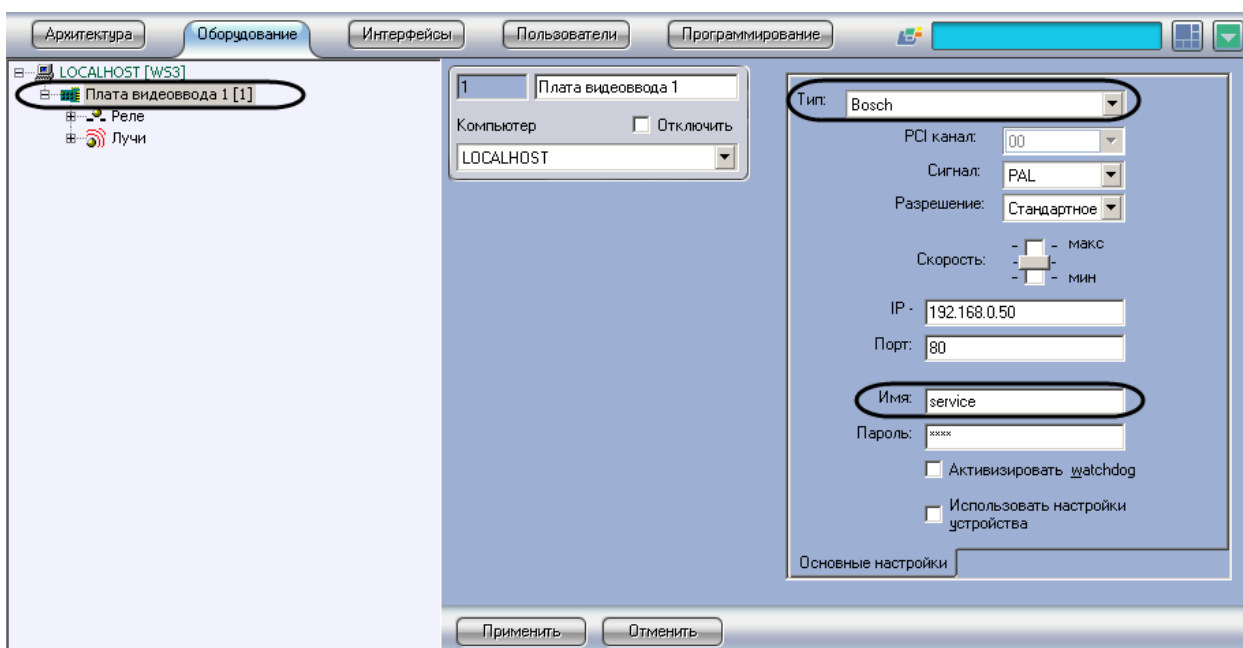 Архитектура Оборудование Интерфейсы Пользователи Программирование
LOCALHOST [WS3]
Плата видеоввода 1 [1]
Реле
Лучи
1 Плата видеоввода 1
Компьютер Отключить
LOCALHOST
Тип: Bosch
PCI канал: 00
Сигнал: PAL
Разрешение: Стандартное
- - макс
Скорость: - -
- - мин
IP - 192.168.0.50
Порт: 80
Имя: service
Пароль: ****
Активизировать watchdog
Использовать настройки
устройства
Основные настройки
Применить Отменить